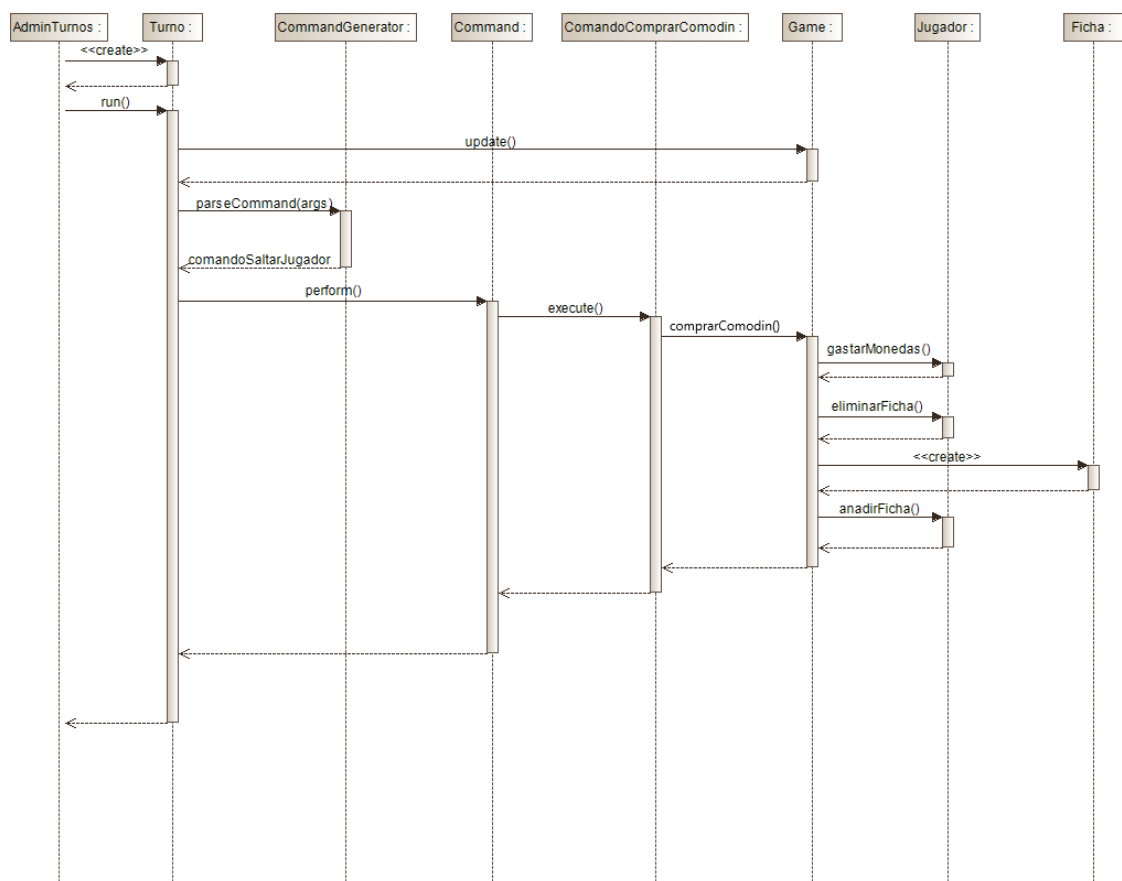 AdminTurnos :
Turno :
CommandGenerator :
Command :
ComandoComprarComodin :
Game :
Jugador :
Ficha :
<<create>>
run()
update()
parseCommand(args)
comandoSaltarJugador
perform()
execute()
comprarComodin()
gastarMonedas()
eliminarFicha()
<<create>>
anadirFicha()